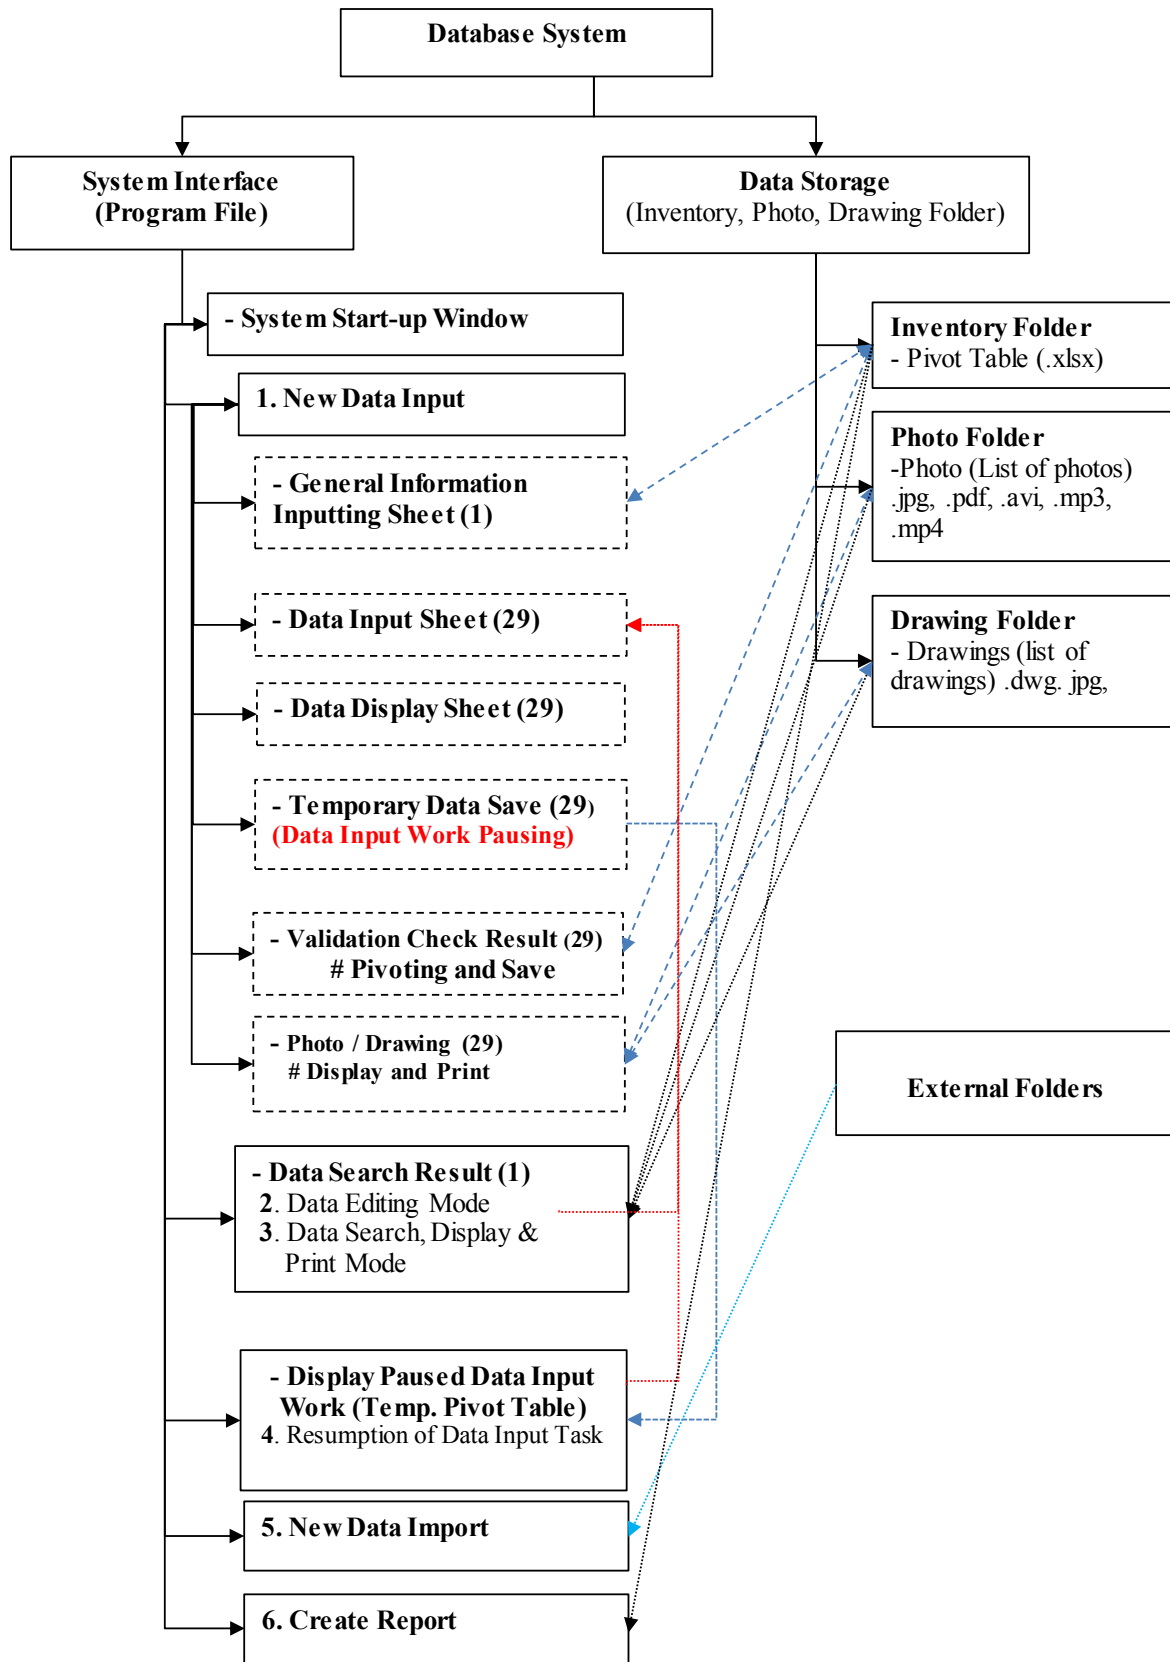 Database System
System Interface
(Program File)
Data Storage
(Inventory, Photo, Drawing Folder)
- System Start-up Window
1. New Data Input
- General Information
Inputting Sheet (1)
- Data Input Sheet (29)
- Data Display Sheet (29)
- Temporary Data Save (29)
(Data Input Work Pausing)
- Validation Check Result (29)
# Pivoting and Save
- Photo / Drawing (29)
# Display and Print
- Data Search Result (1)
2. Data Editing Mode
3. Data Search, Display &
Print Mode
- Display Paused Data Input
Work (Temp. Pivot Table)
4. Resumption of Data Input Task
5. New Data Import
6. Create Report
Inventory Folder
- Pivot Table (.xlsx)
Photo Folder
-Photo (List of photos)
.jpg, .pdf, .avi, .mp3,
.mp4
Drawing Folder
- Drawings (list of
drawings) .dwg. jpg,
External Folders